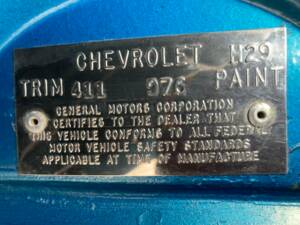 CHEVROLET M29
TRIM 411 976 PAINT
GENERAL MOTORS CORPORATION
CERTIFIES TO THE DEALER THAT
THIS VEHICLE CONFORMS TO ALL FEDERAL
MOTOR VEHICLE SAFETY STANDARDS
APPLICABLE AT TIME OF MANUFACTURE